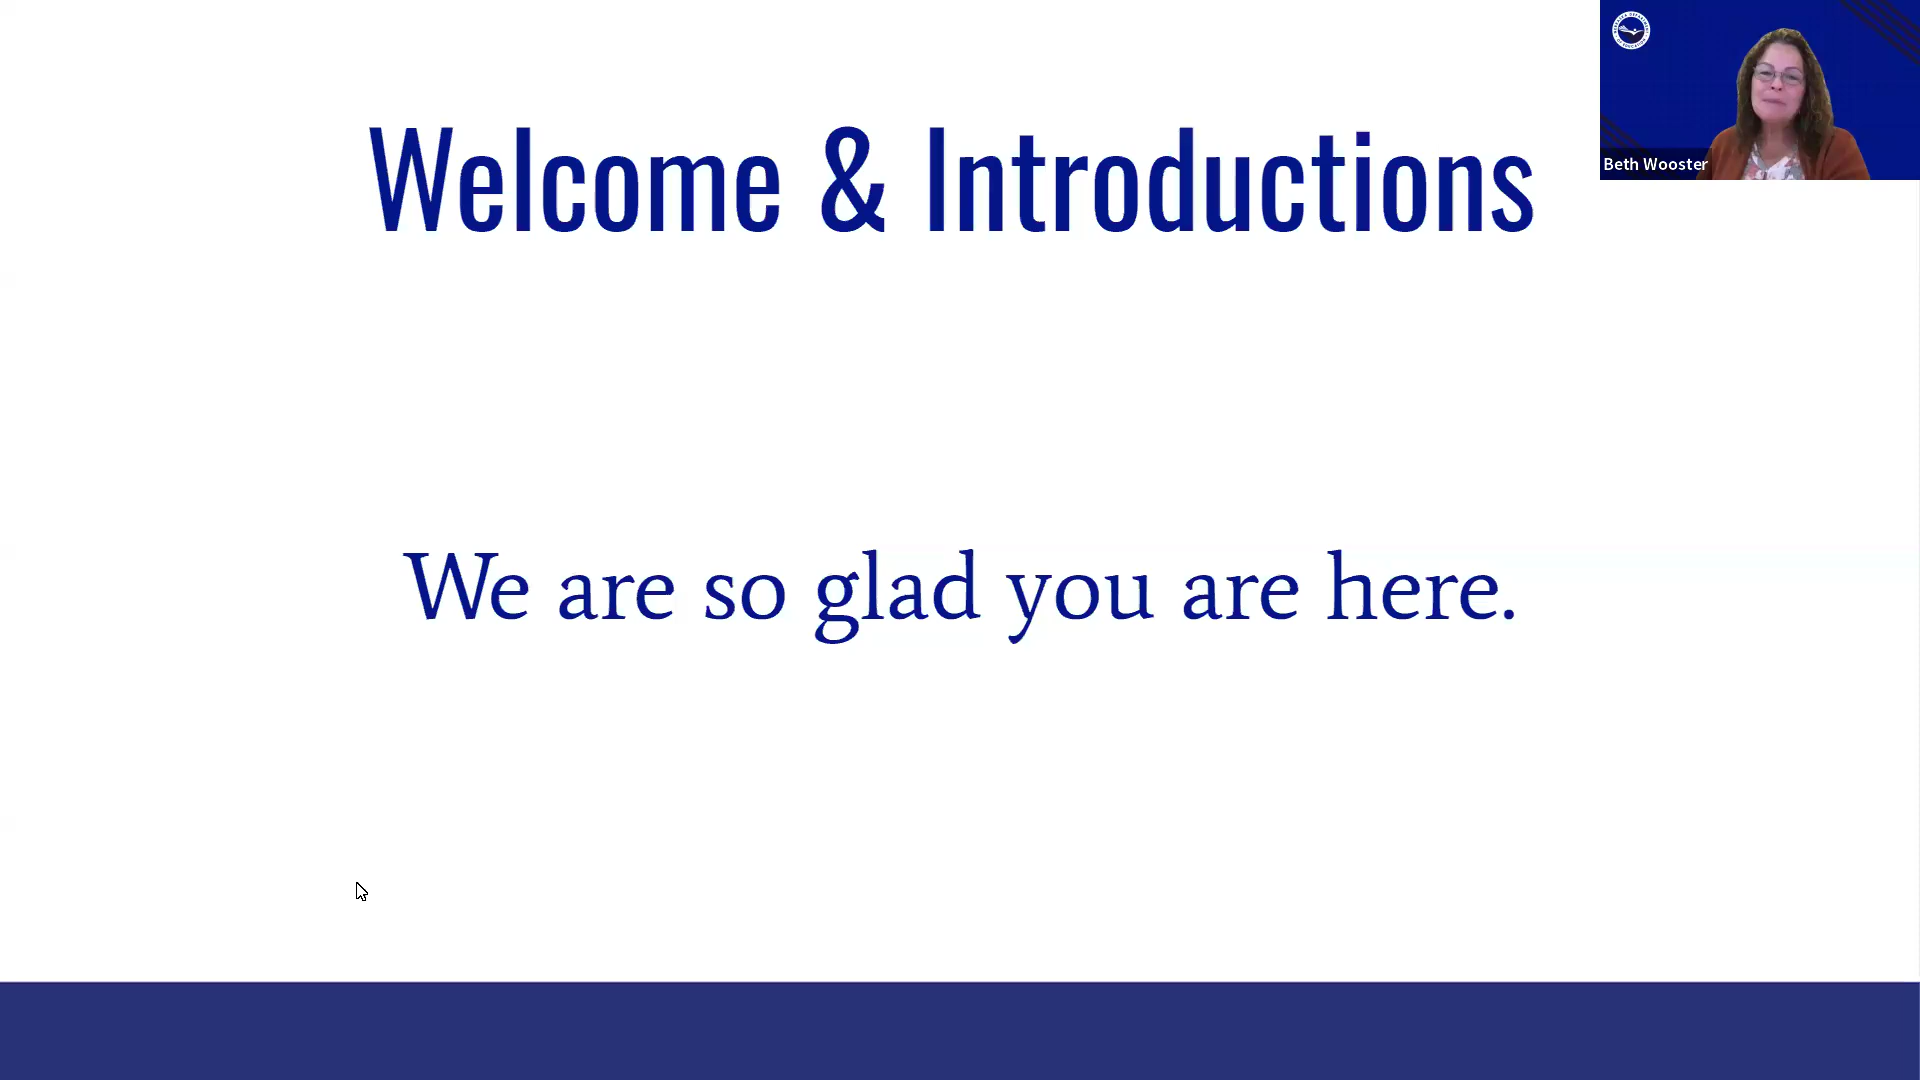 Welcome & Introductions
Beth Wooster
We are so glad you are here.